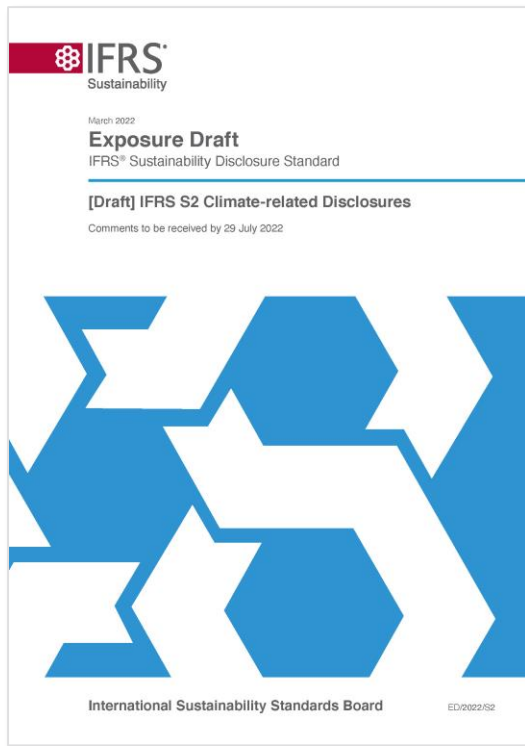 IFRS®
Sustainability
March 2022
Exposure Draft
IFRS® Sustainability Disclosure Standard
[Draft] IFRS S2 Climate-related Disclosures
Comments to be received by 29 July 2022
International Sustainability Standards Board
ED/2022/S2